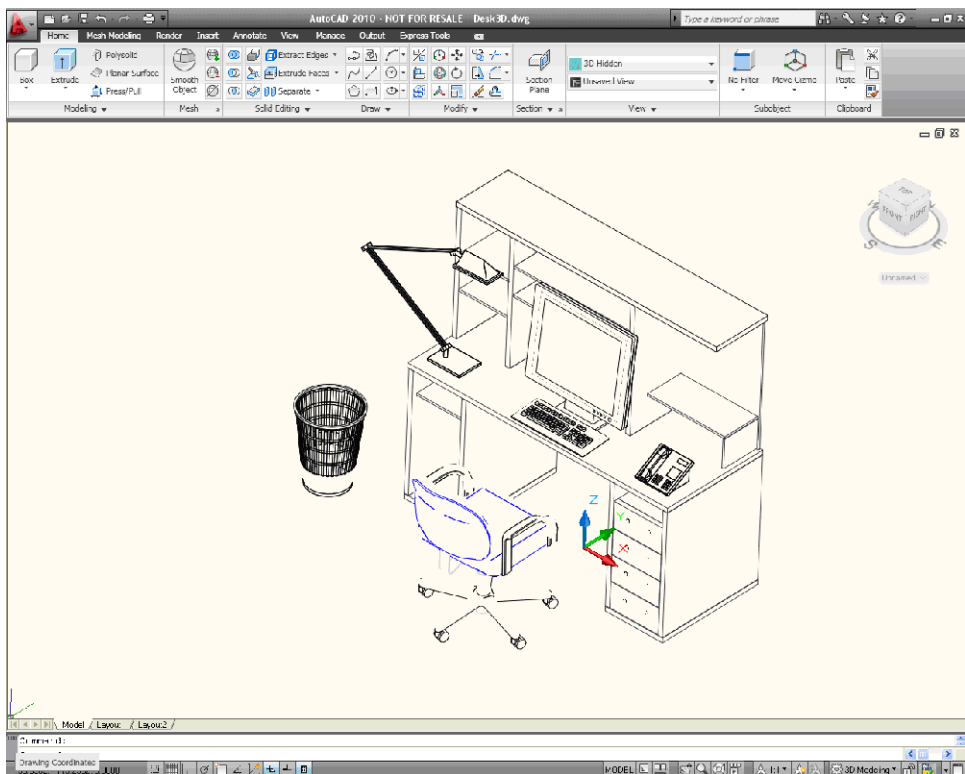 AutoCAD 2010 - NOT FOR RESALE Desk3D.dwg
Type a keyword or phrase
Home Mesh Modeling Render Insert Annotate View Manage Output Express Tools
Box
Extrude
Polysolid
Planar Surface
Press/Pull
Smooth Object
Extract Edges
Extrude Faces
Separate
Section Plane
3D Hidden
Unsaved View
No Filter
Move Gizmo
Paste
Modeling Mesh Solid Editing Draw Modify Section View Subobject Clipboard
TOP
FRONT RIGHT
S E
Unnamed
Z
Y
X
Model Layout1 Layout2
Command:
Drawing Coordinates
MODEL 1:1 3D Modeling